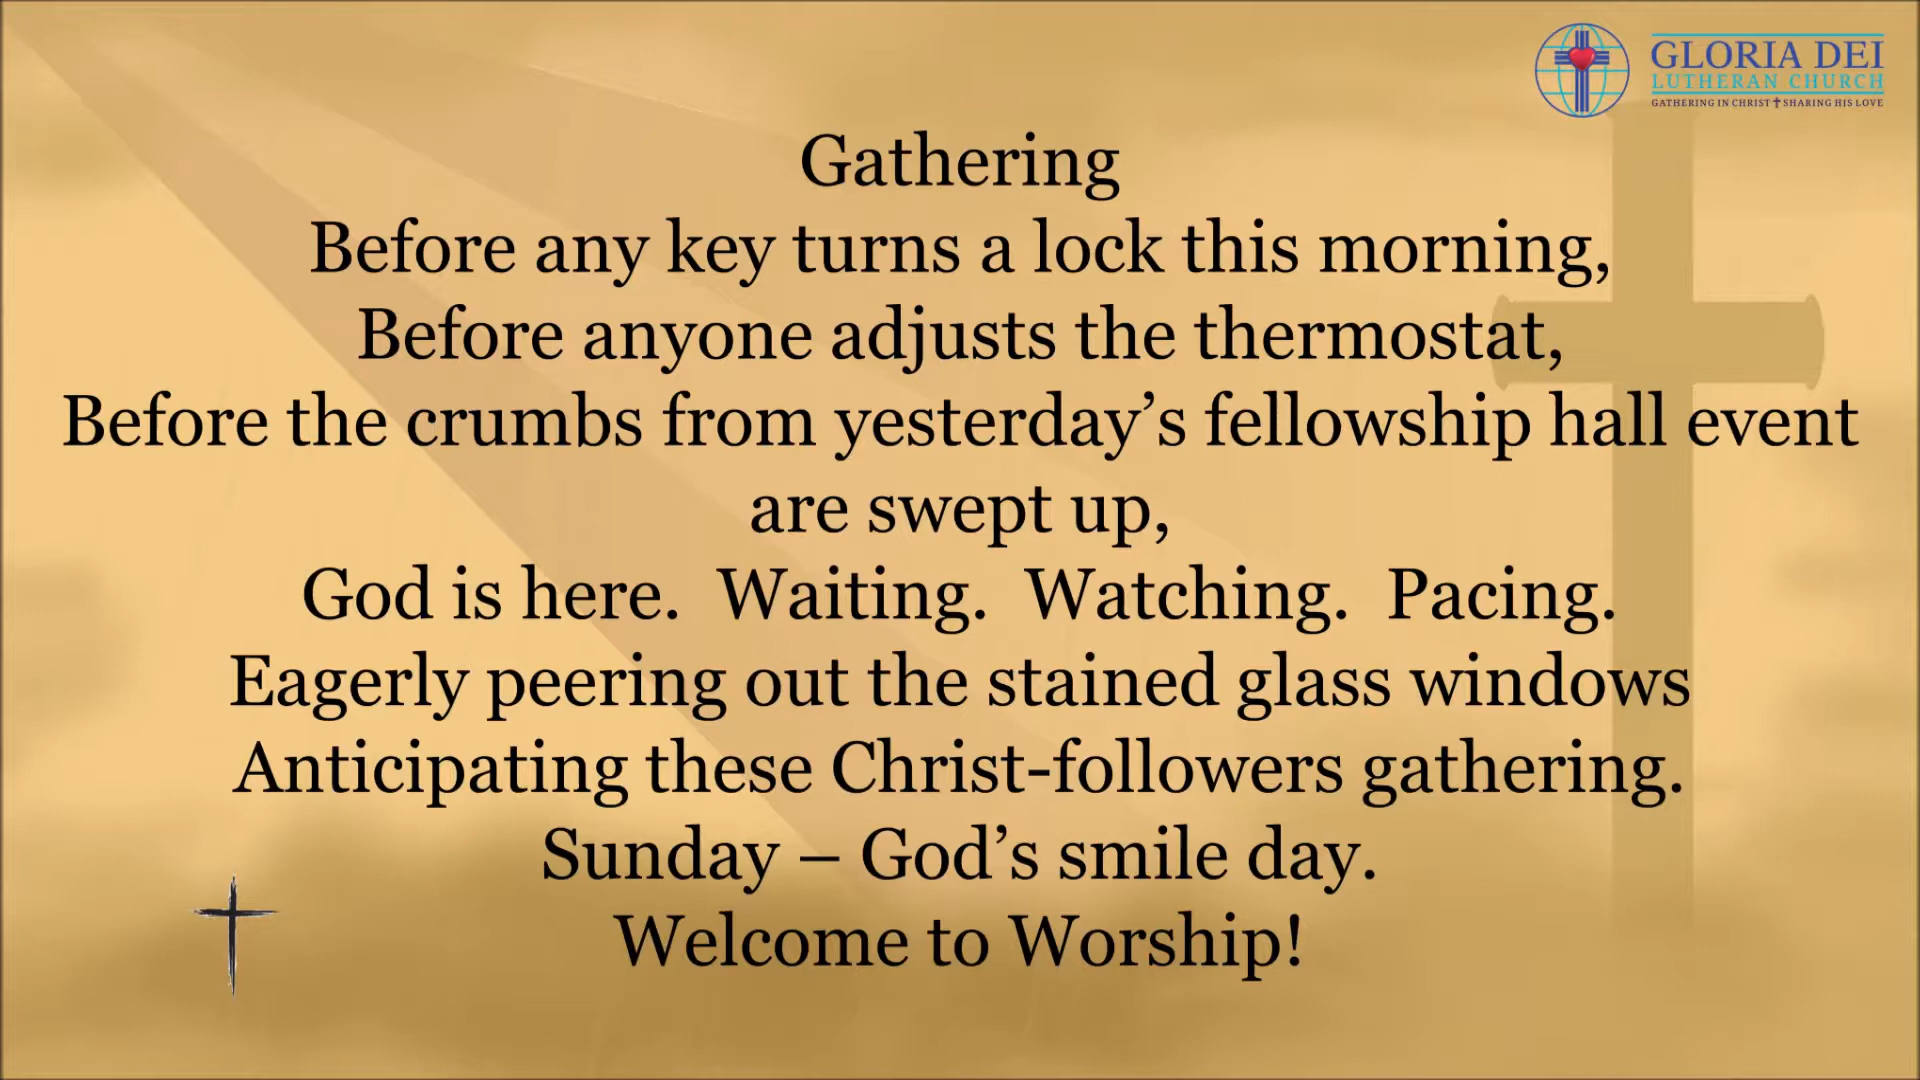 GLORIA DEI
LUTHERAN CHURCH
GATHERING IN CHRIST SHARING HIS LOVE
Gathering
Before any key turns a lock this morning,
Before anyone adjusts the thermostat,
Before the crumbs from yesterday’s fellowship hall event
are swept up,
God is here.  Waiting.  Watching.  Pacing.
Eagerly peering out the stained glass windows
Anticipating these Christ-followers gathering.
Sunday – God’s smile day.
Welcome to Worship!